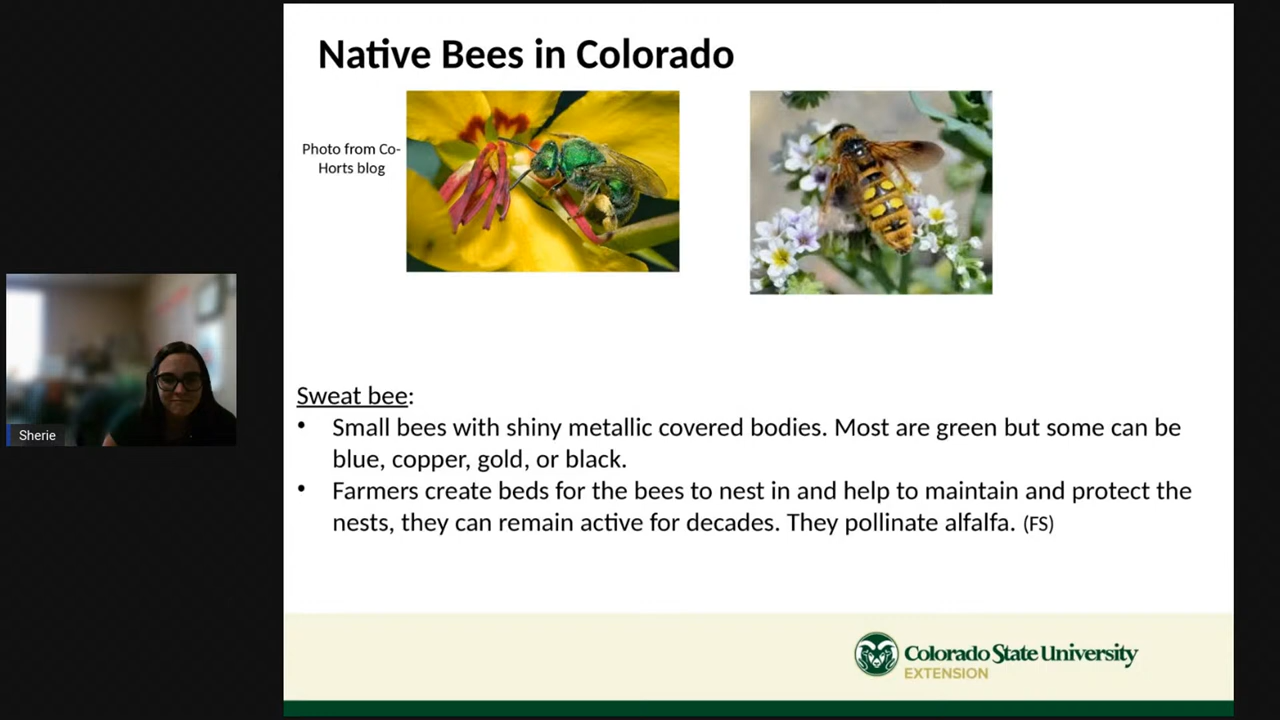 Native Bees in Colorado
Photo from Co-
Horts blog
Sweat bee:
• Small bees with shiny metallic covered bodies. Most are green but some can be
blue, copper, gold, or black.
• Farmers create beds for the bees to nest in and help to maintain and protect the
nests, they can remain active for decades. They pollinate alfalfa. (FS)
Sherie
Colorado State University
EXTENSION